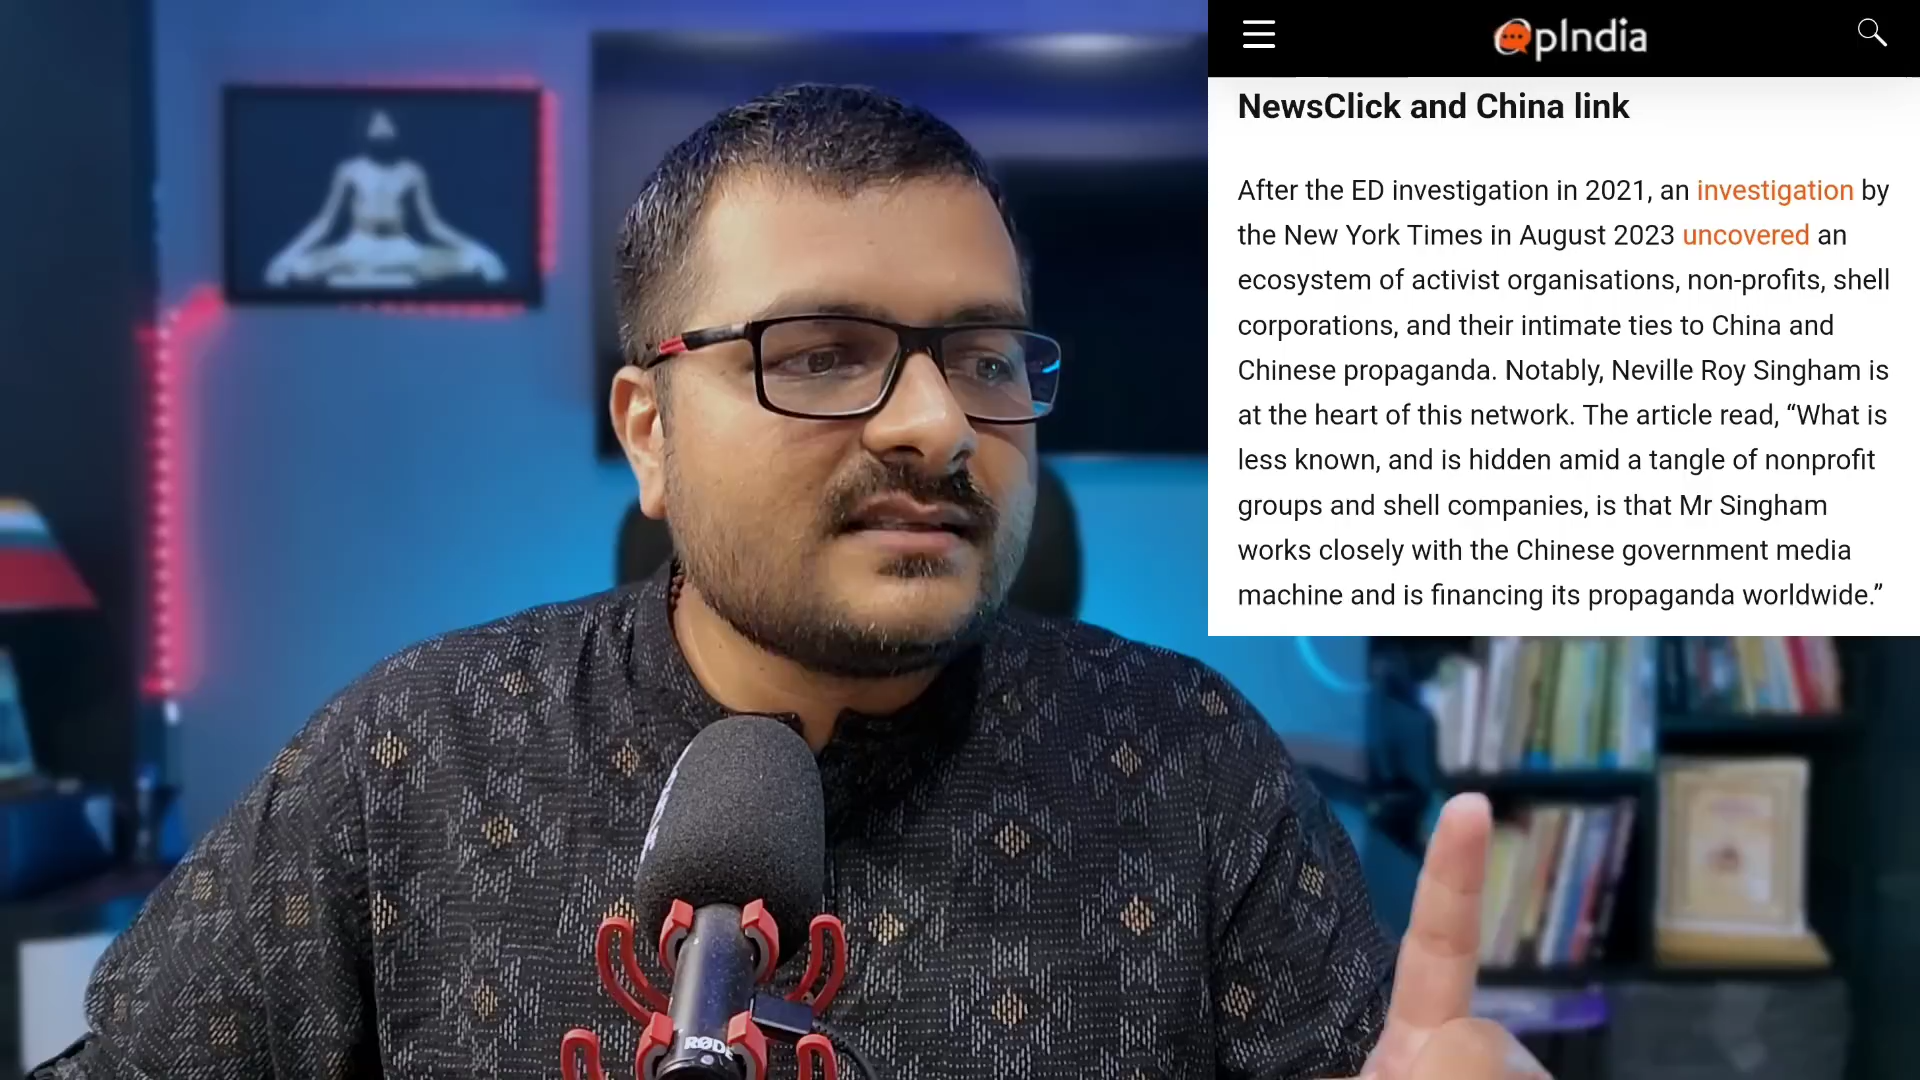 OpIndia
NewsClick and China link
After the ED investigation in 2021, an investigation by
the New York Times in August 2023 uncovered an
ecosystem of activist organisations, non-profits, shell
corporations, and their intimate ties to China and
Chinese propaganda. Notably, Neville Roy Singham is
at the heart of this network. The article read, “What is
less known, and is hidden amid a tangle of nonprofit
groups and shell companies, is that Mr Singham
works closely with the Chinese government media
machine and is financing its propaganda worldwide.”
RØDE